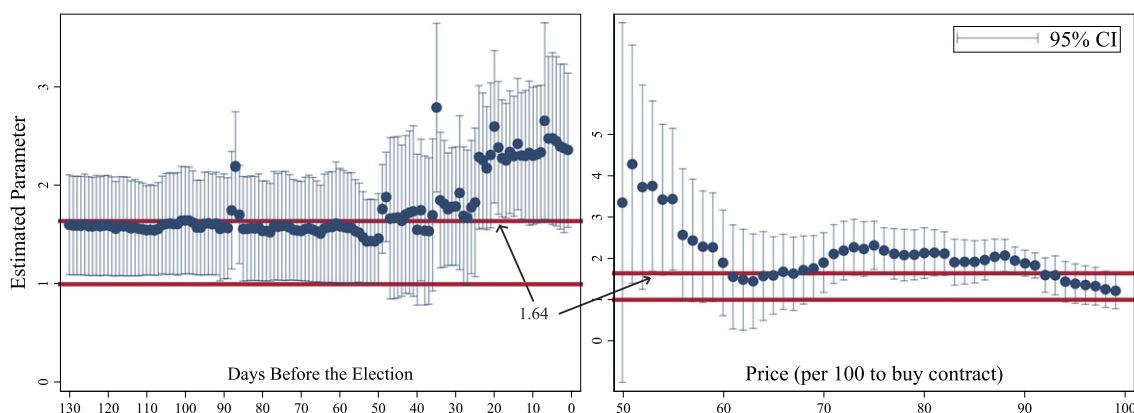 Estimated Parameter
3
2
1
0
130 120 110 100 90 80 70 60 50 40 30 20 10 0
Days Before the Election
1.64
95% CI
5
4
3
2
1
0
50 60 70 80 90 100
Price (per 100 to buy contract)